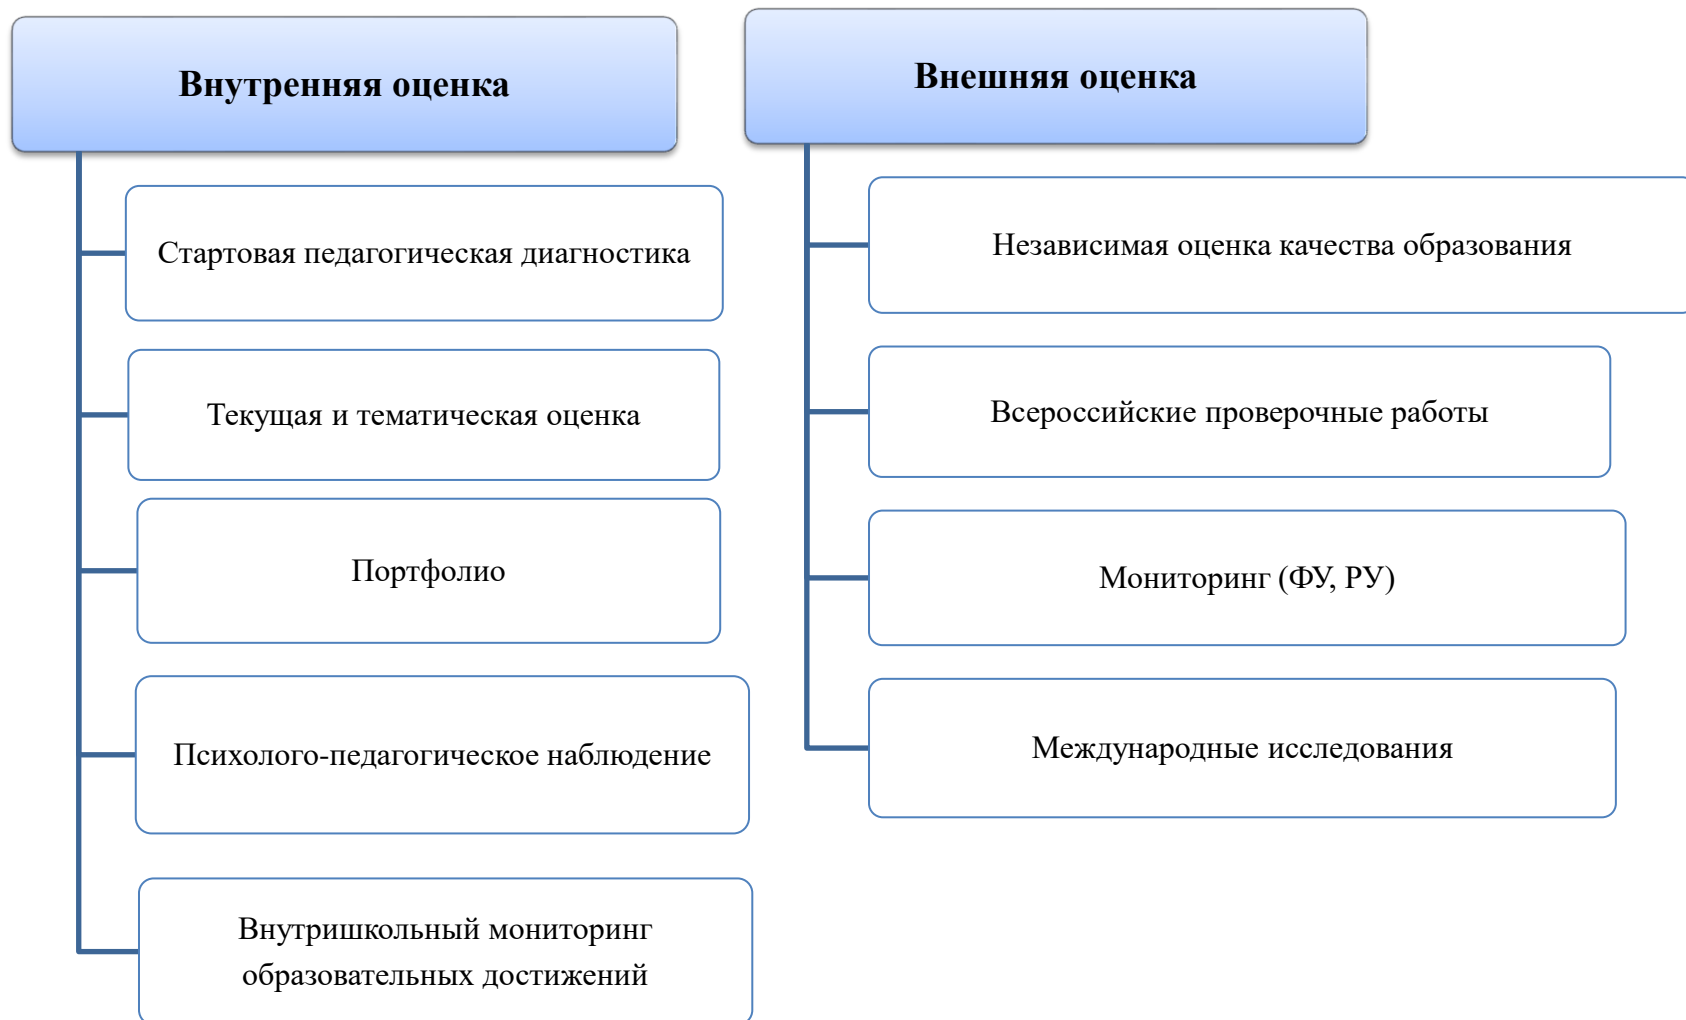 Внутренняя оценка
Стартовая педагогическая диагностика
Текущая и тематическая оценка
Портфолио
Психолого-педагогическое наблюдение
Внутришкольный мониторинг
образовательных достижений
Внешняя оценка
Независимая оценка качества образования
Всероссийские проверочные работы
Мониторинг (ФУ, РУ)
Международные исследования